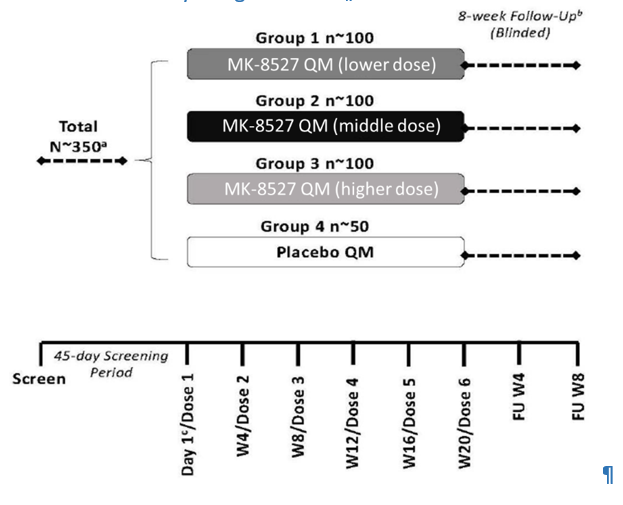 8-week Follow-Upᵇ
(Blinded)
Group 1 n~100
MK-8527 QM (lower dose)
Group 2 n~100
MK-8527 QM (middle dose)
Total
N~350ᵃ
Group 3 n~100
MK-8527 QM (higher dose)
Group 4 n~50
Placebo QM
45-day Screening
Period
Screen
Day 1ᶜ/Dose 1
W4/Dose 2
W8/Dose 3
W12/Dose 4
W16/Dose 5
W20/Dose 6
FU W4
FU W8
¶